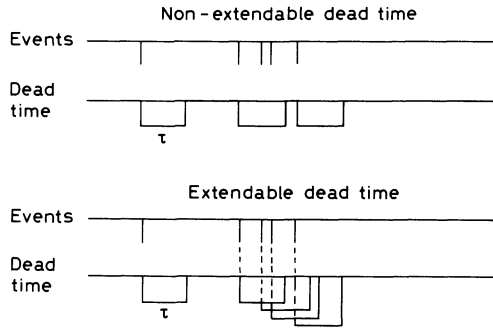 Non-extendable dead time
Events
Dead
time
τ
Extendable dead time
Events
Dead
time
τ